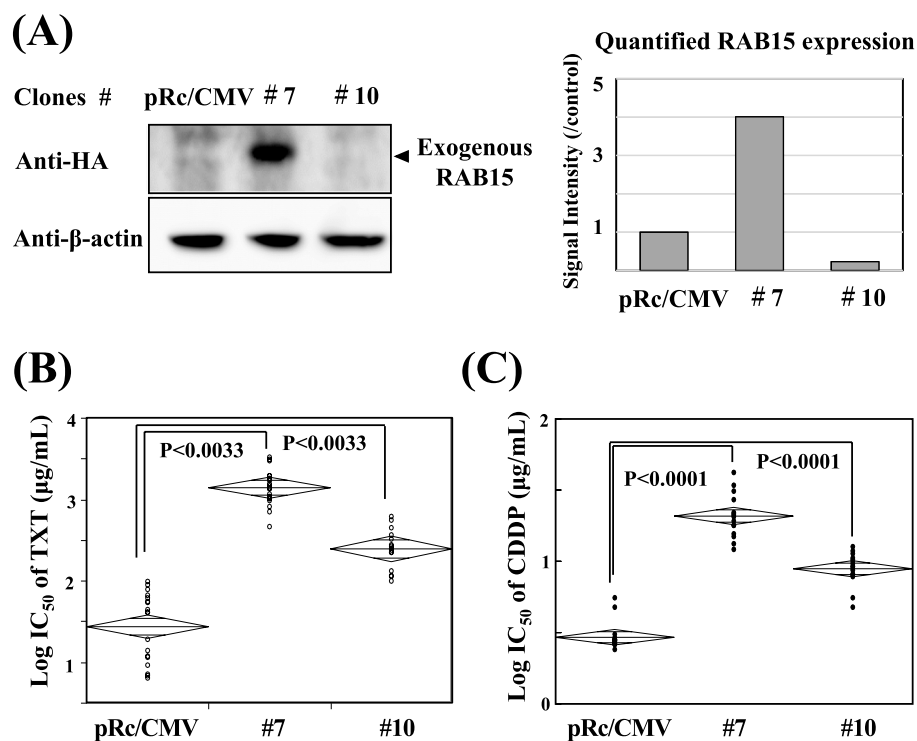 (A)
Clones # pRc/CMV # 7 # 10
Anti-HA
Exogenous
RAB15
Anti-β-actin
Quantified RAB15 expression
Signal Intensity (/control)
5
3
1
pRc/CMV # 7 # 10
(B)
Log IC50 of TXT (μg/mL)
4
3
2
1
P<0.0033 P<0.0033
pRc/CMV #7 #10
(C)
Log IC50 of CDDP (μg/mL)
2
1
0
P<0.0001 P<0.0001
pRc/CMV #7 #10